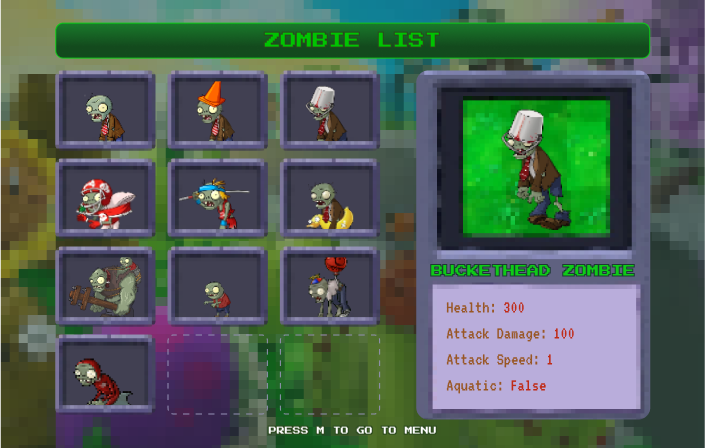 ZOMBIE LIST
BUCKETHEAD ZOMBIE
Health: 300
Attack Damage: 100
Attack Speed: 1
Aquatic: False
PRESS M TO GO TO MENU